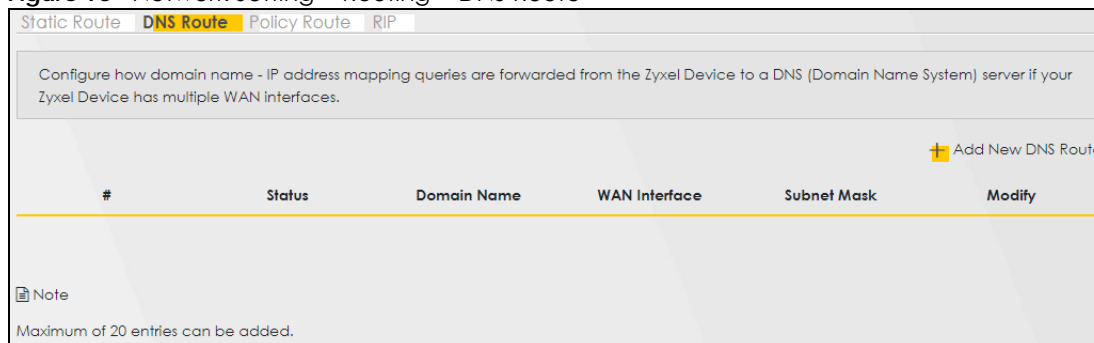 Static Route DNS Route Policy Route RIP
Configure how domain name - IP address mapping queries are forwarded from the Zyxel Device to a DNS (Domain Name System) server if your
Zyxel Device has multiple WAN interfaces.
Add New DNS Route
# Status Domain Name WAN Interface Subnet Mask Modify
Note
Maximum of 20 entries can be added.